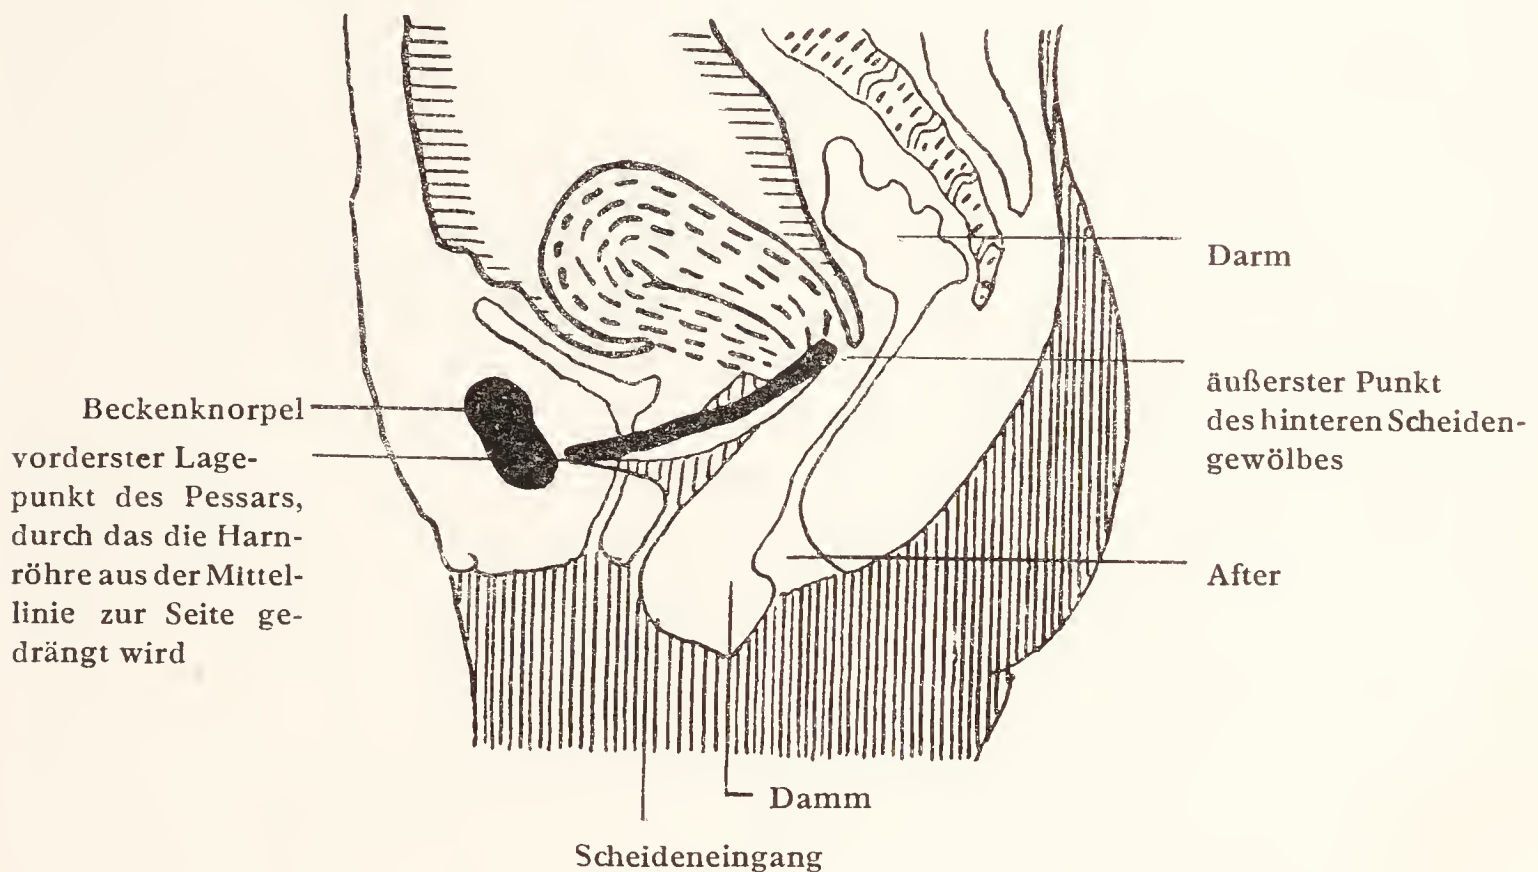 Beckenknorpel
vorderster Lage-
punkt des Pessars,
durch das die Harn-
röhre aus der Mittel-
linie zur Seite ge-
drängt wird
Darm
äußerster Punkt
des hinteren Scheiden-
gewölbes
After
Damm
Scheideneingang